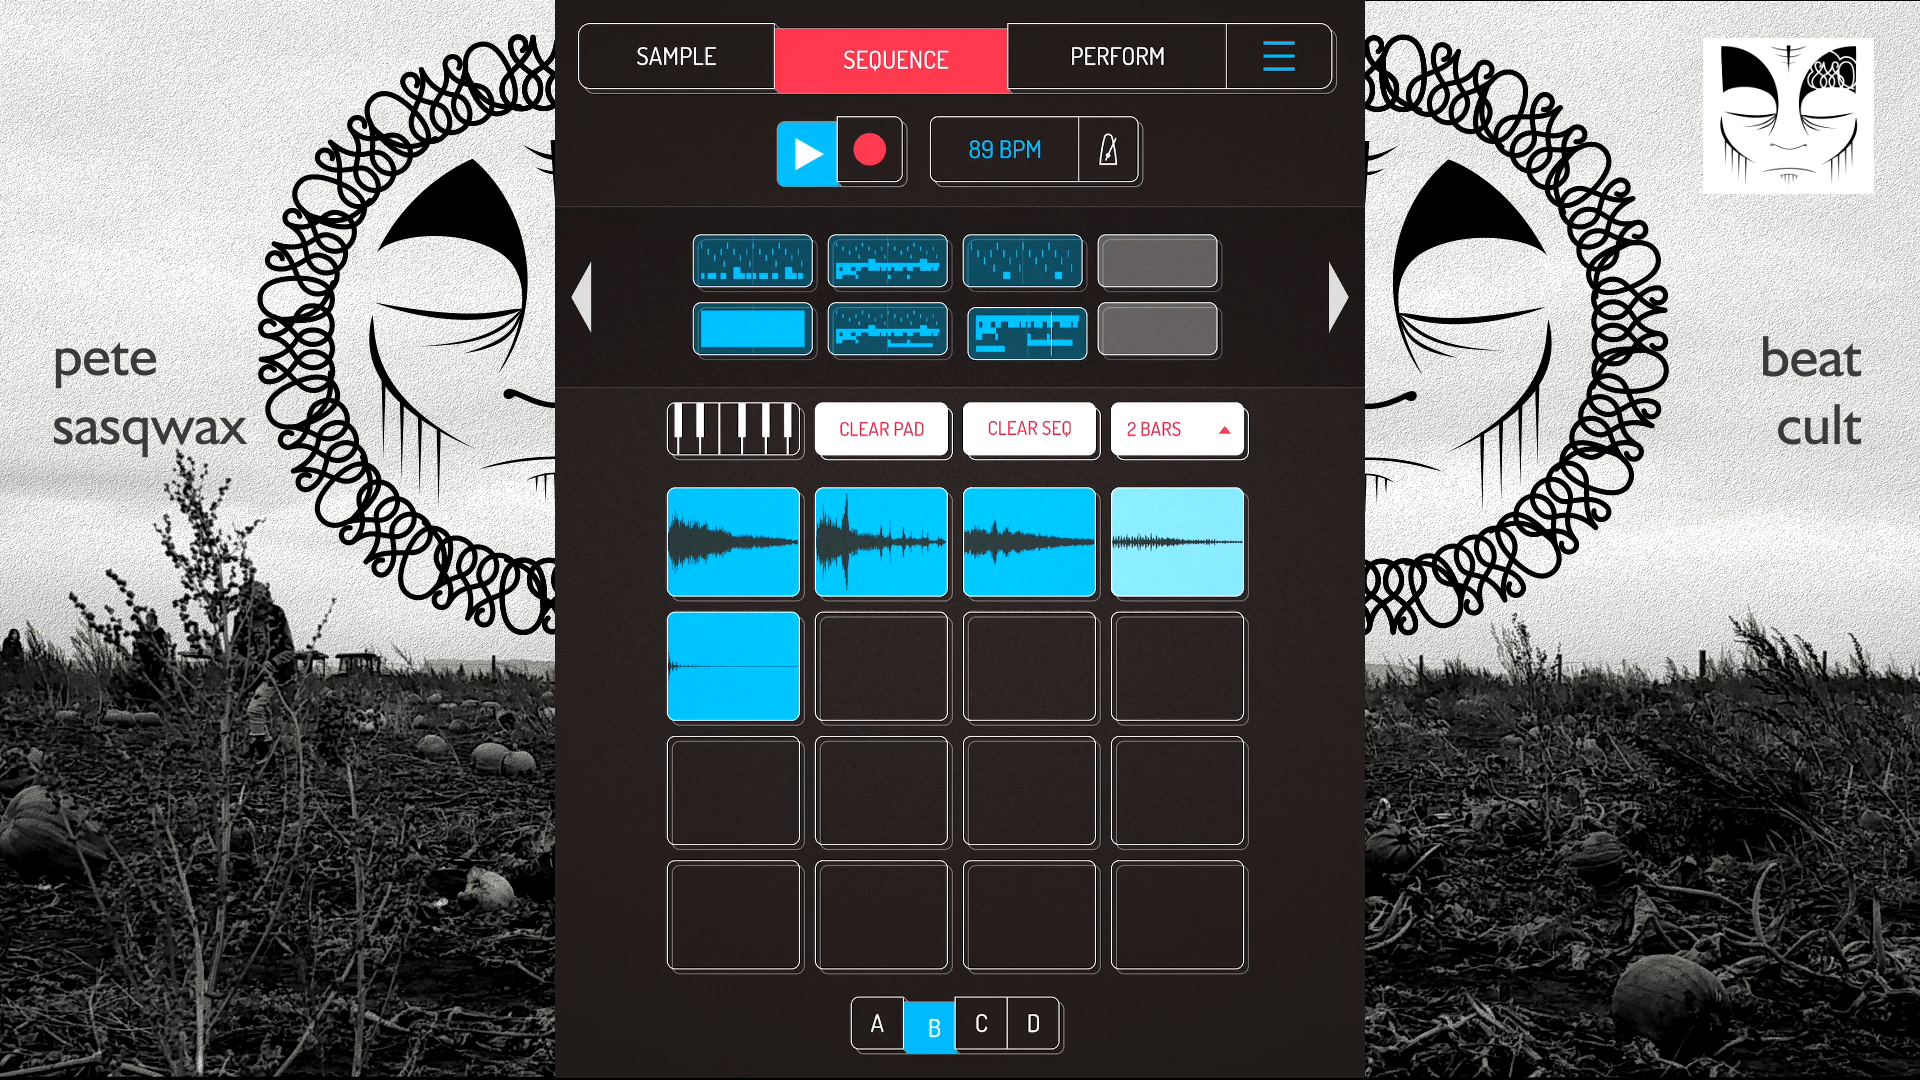 SAMPLE
SEQUENCE
PERFORM
89 BPM
pete
sasqwax
beat
cult
CLEAR PAD
CLEAR SEQ
2 BARS
A
B
C
D